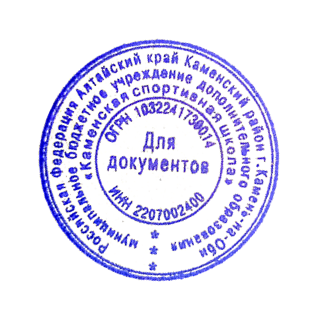 Российская Федерация Алтайский край Каменский район г.Камень-на-Оби
муниципальное бюджетное учреждение дополнительного образования
«Каменская спортивная школа»
ОГРН 1032241730014
Для
документов
ИНН 2207002400
* * *